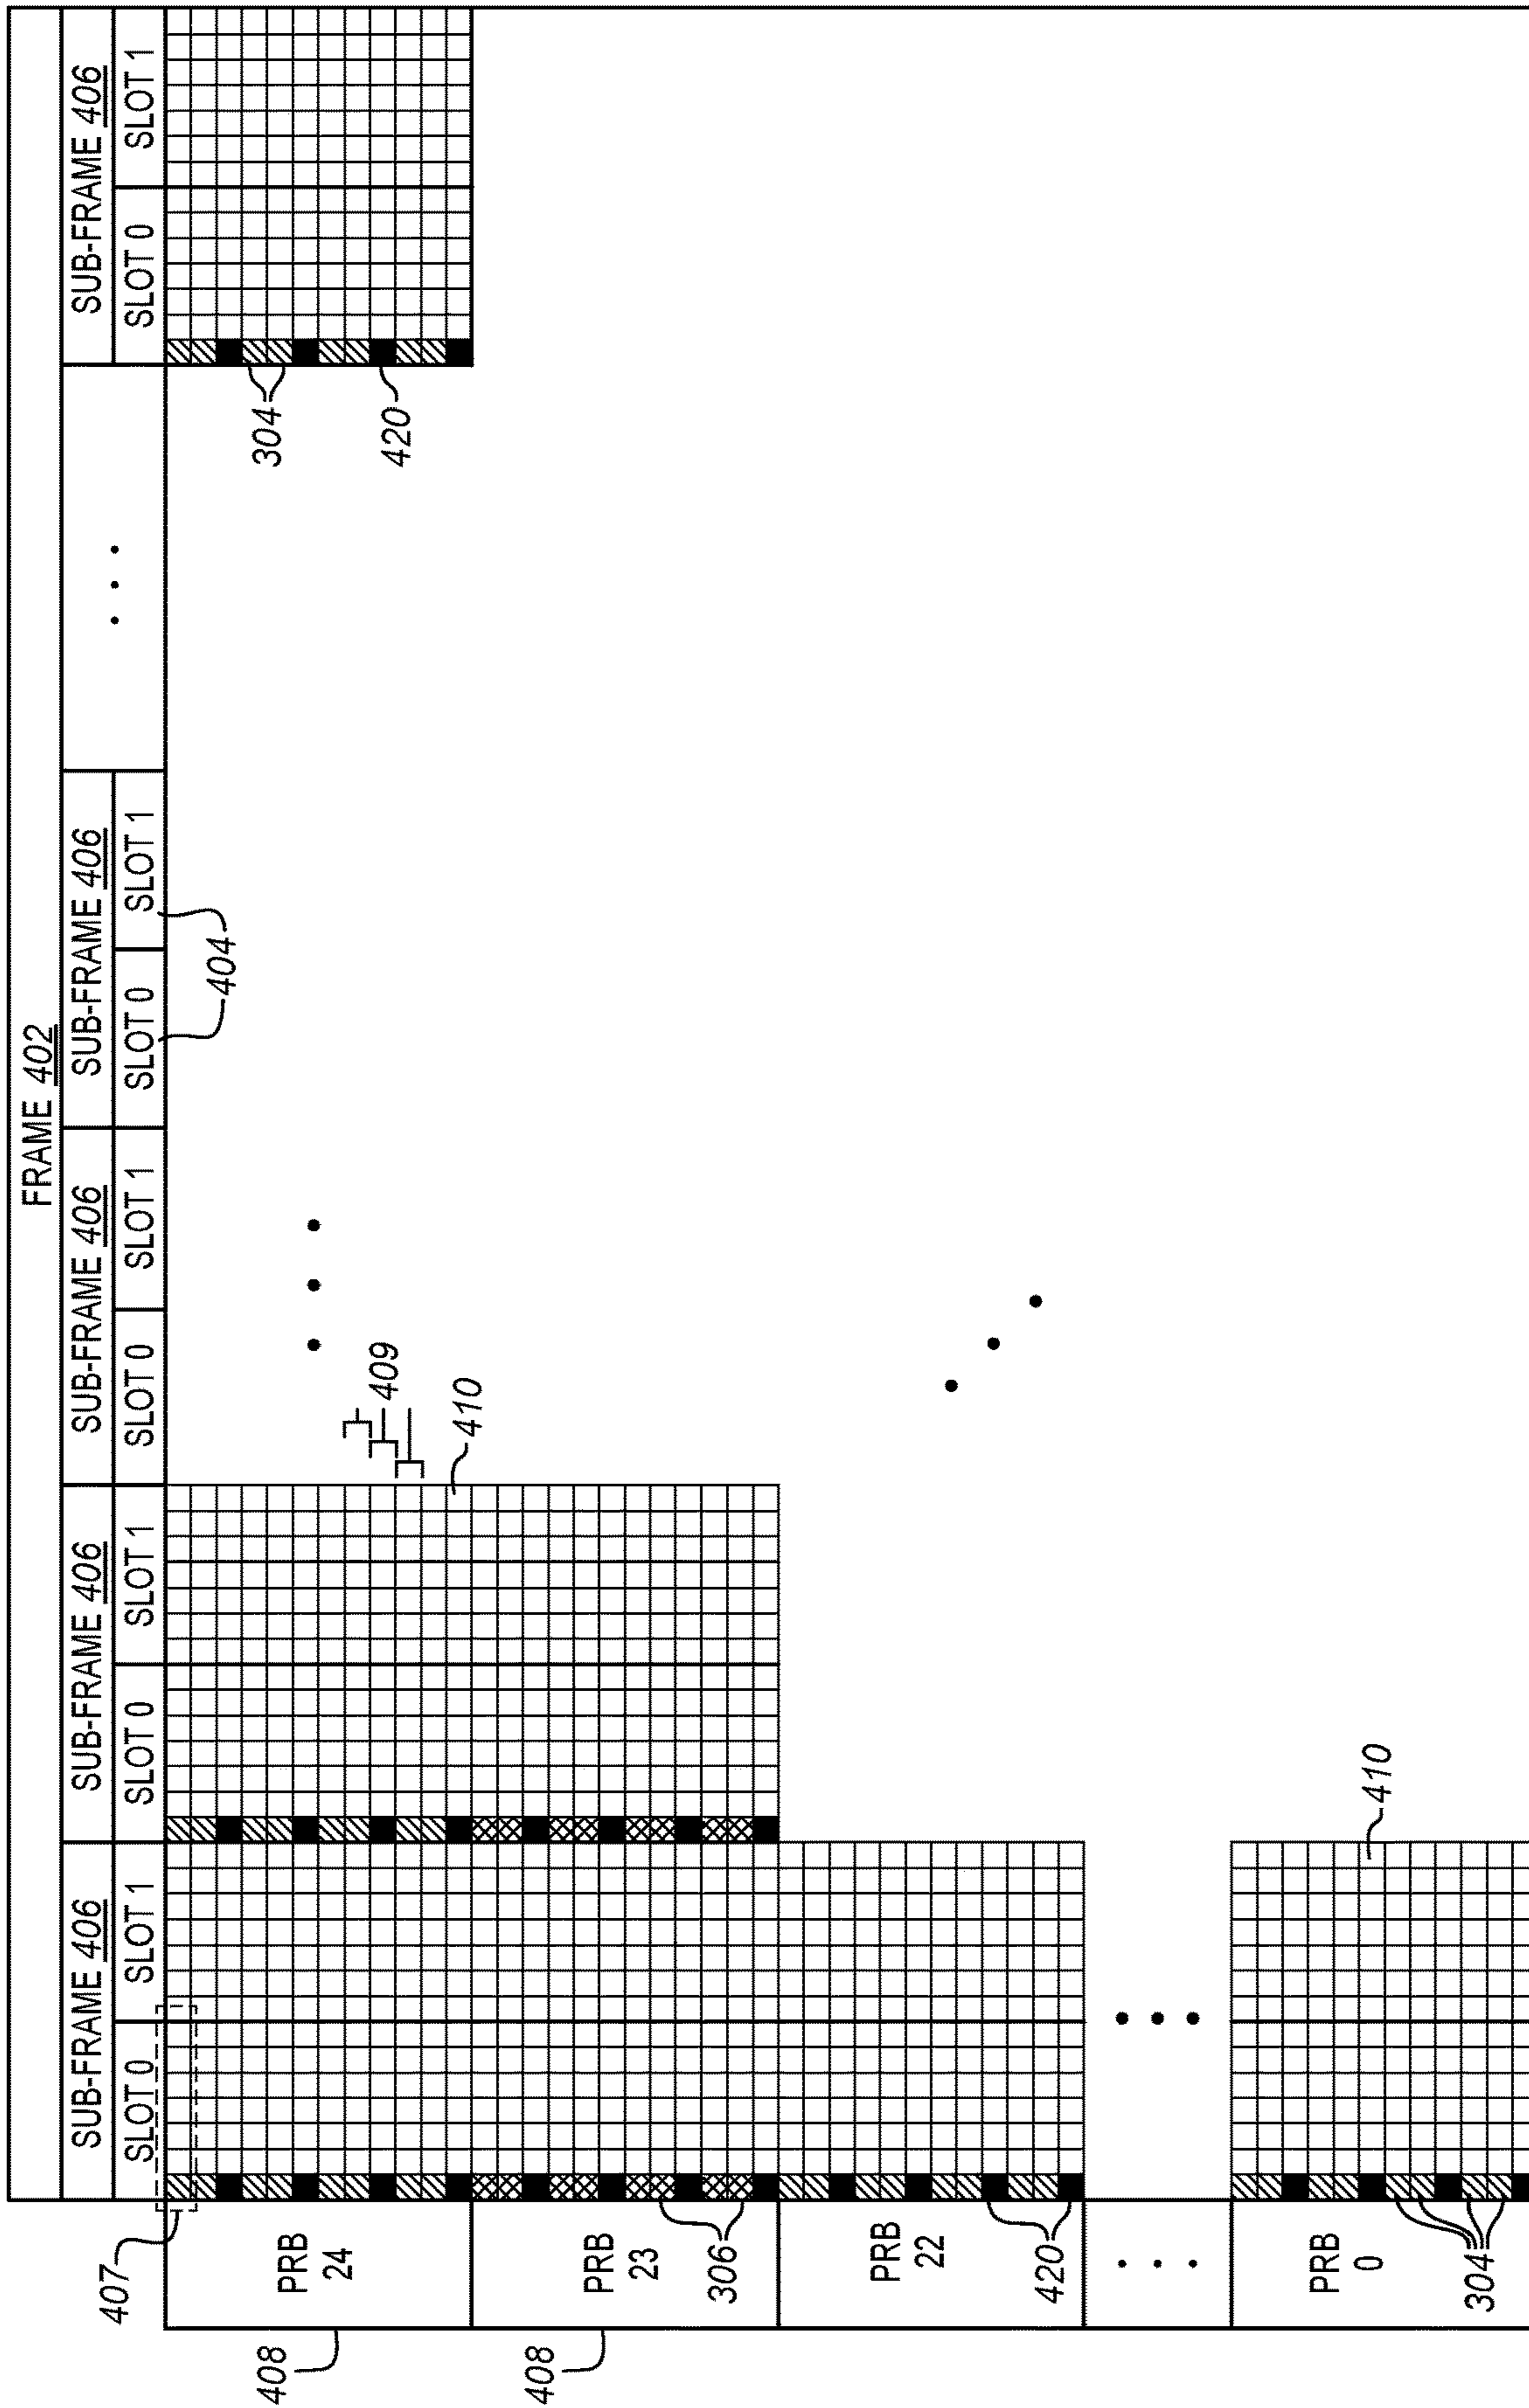 FRAME 402
SUB-FRAME 406
SUB-FRAME 406
SUB-FRAME 406
SUB-FRAME 406
SUB-FRAME 406
SLOT 0
SLOT 1
SLOT 0
SLOT 1
SLOT 0
SLOT 1
SLOT 0
SLOT 1
SLOT 0
SLOT 1
407
404
408
PRB
24
409
410
304
420
408
PRB
23
306
PRB
22
420
PRB
0
304
410